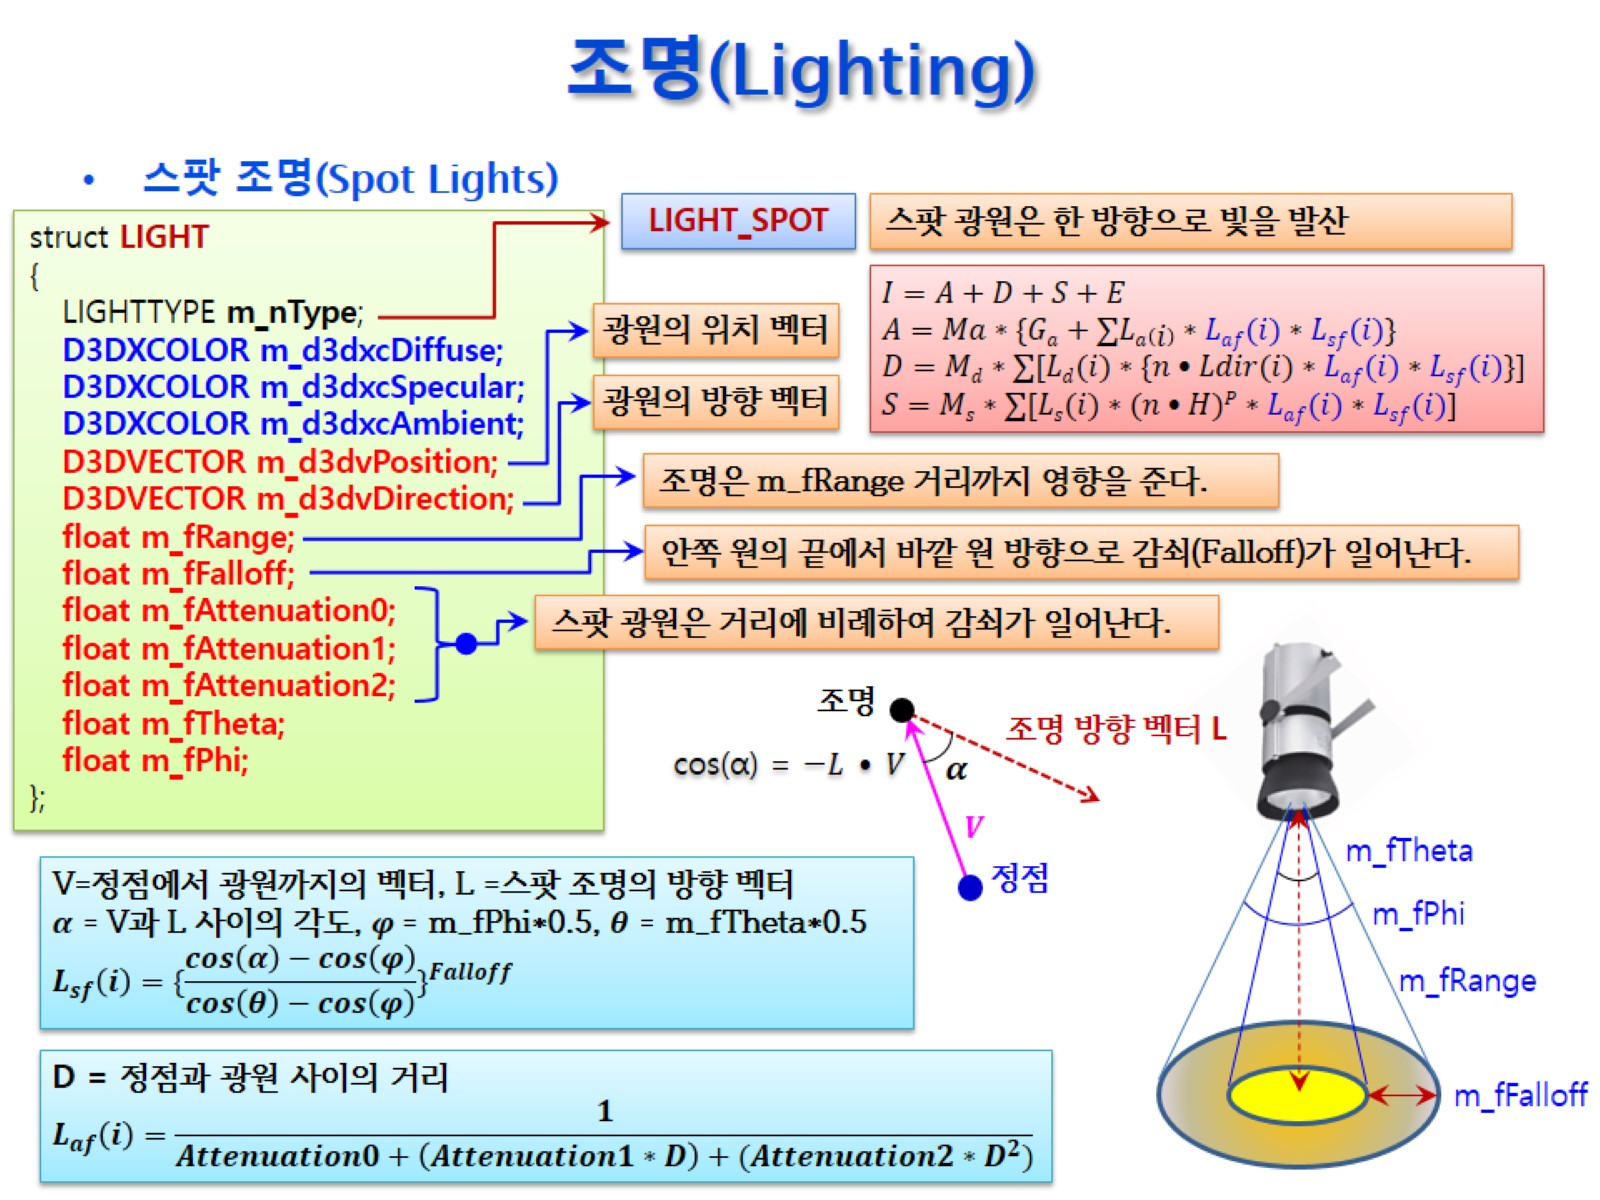 조명(Lighting)
• 스팟 조명(Spot Lights)
struct LIGHT
{
LIGHTTYPE m_nType;
D3DXCOLOR m_d3dxcDiffuse;
D3DXCOLOR m_d3dxcSpecular;
D3DXCOLOR m_d3dxcAmbient;
D3DVECTOR m_d3dvPosition;
D3DVECTOR m_d3dvDirection;
float m_fRange;
float m_fFalloff;
float m_fAttenuation0;
float m_fAttenuation1;
float m_fAttenuation2;
float m_fTheta;
float m_fPhi;
};
LIGHT_SPOT
스팟 광원은 한 방향으로 빛을 발산
I = A + D + S + E
A = Ma * {G_a + ∑L_a(i) * L_af(i) * L_sf(i)}
D = M_d * ∑[L_d(i) * {n • Ldir(i) * L_af(i) * L_sf(i)}]
S = M_s * ∑[L_s(i) * (n • H)^P * L_af(i) * L_sf(i)]
광원의 위치 벡터
광원의 방향 벡터
조명은 m_fRange 거리까지 영향을 준다.
안쪽 원의 끝에서 바깥 원 방향으로 감쇠(Falloff)가 일어난다.
스팟 광원은 거리에 비례하여 감쇠가 일어난다.
조명
조명 방향 벡터 L
cos(α) = −L • V
α
V
정점
m_fTheta
m_fPhi
m_fRange
m_fFalloff
V=정점에서 광원까지의 벡터, L =스팟 조명의 방향 벡터
α = V과 L 사이의 각도, φ = m_fPhi*0.5, θ = m_fTheta*0.5
L_sf(i) = {(cos(α) − cos(φ))/(cos(θ) − cos(φ))}^Falloff
D = 정점과 광원 사이의 거리
L_af(i) = 1/(Attenuation0 + (Attenuation1 * D) + (Attenuation2 * D²))